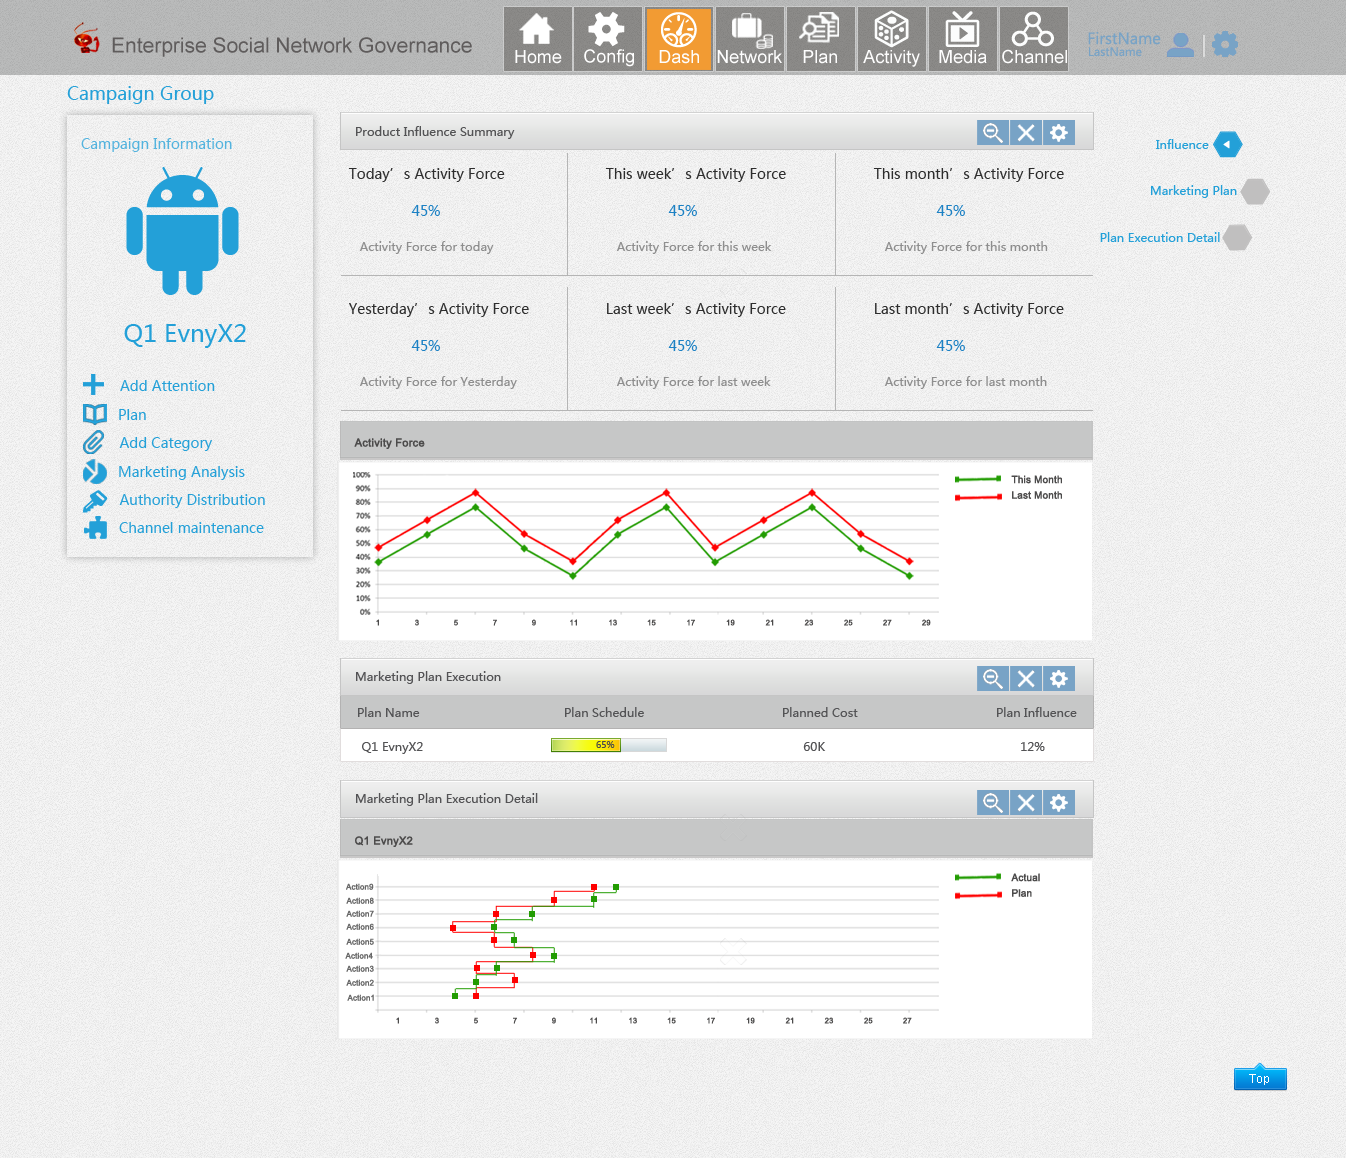 Enterprise Social Network Governance
Home
Config
Dash
Network
Plan
Activity
Media
Channel
FirstName
LastName
Campaign Group
Campaign Information
Q1 EvnyX2
Add Attention
Plan
Add Category
Marketing Analysis
Authority Distribution
Channel maintenance
Product Influence Summary
Today’s Activity Force
This week’s Activity Force
This month’s Activity Force
45%
45%
45%
Activity Force for today
Activity Force for this week
Activity Force for this month
Yesterday’s Activity Force
Last week’s Activity Force
Last month’s Activity Force
45%
45%
45%
Activity Force for Yesterday
Activity Force for last week
Activity Force for last month
Influence
Marketing Plan
Plan Execution Detail
Activity Force
100%
90%
80%
70%
60%
50%
40%
30%
20%
10%
0%
1 3 5 7 9 11 13 15 17 19 21 23 25 27 29
This Month
Last Month
Marketing Plan Execution
Plan Name Plan Schedule Planned Cost Plan Influence
Q1 EvnyX2 65% 60K 12%
Marketing Plan Execution Detail
Q1 EvnyX2
Action9
Action8
Action7
Action6
Action5
Action4
Action3
Action2
Action1
1 3 5 7 9 11 13 15 17 19 21 23 25 27
Actual
Plan
Top